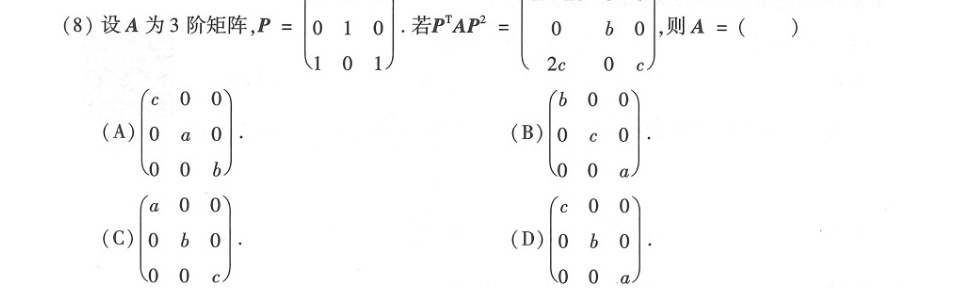 (8) 设 A 为 3 阶矩阵, P = ( 0 1 0 ; 1 0 1 ). 若 PᵀAP² = ( 0 b 0 ; 2c 0 c ), 则 A = (  )
(A) ( c 0 0 ; 0 a 0 ; 0 0 b ).
(B) ( b 0 0 ; 0 c 0 ; 0 0 a ).
(C) ( a 0 0 ; 0 b 0 ; 0 0 c ).
(D) ( c 0 0 ; 0 b 0 ; 0 0 a ).